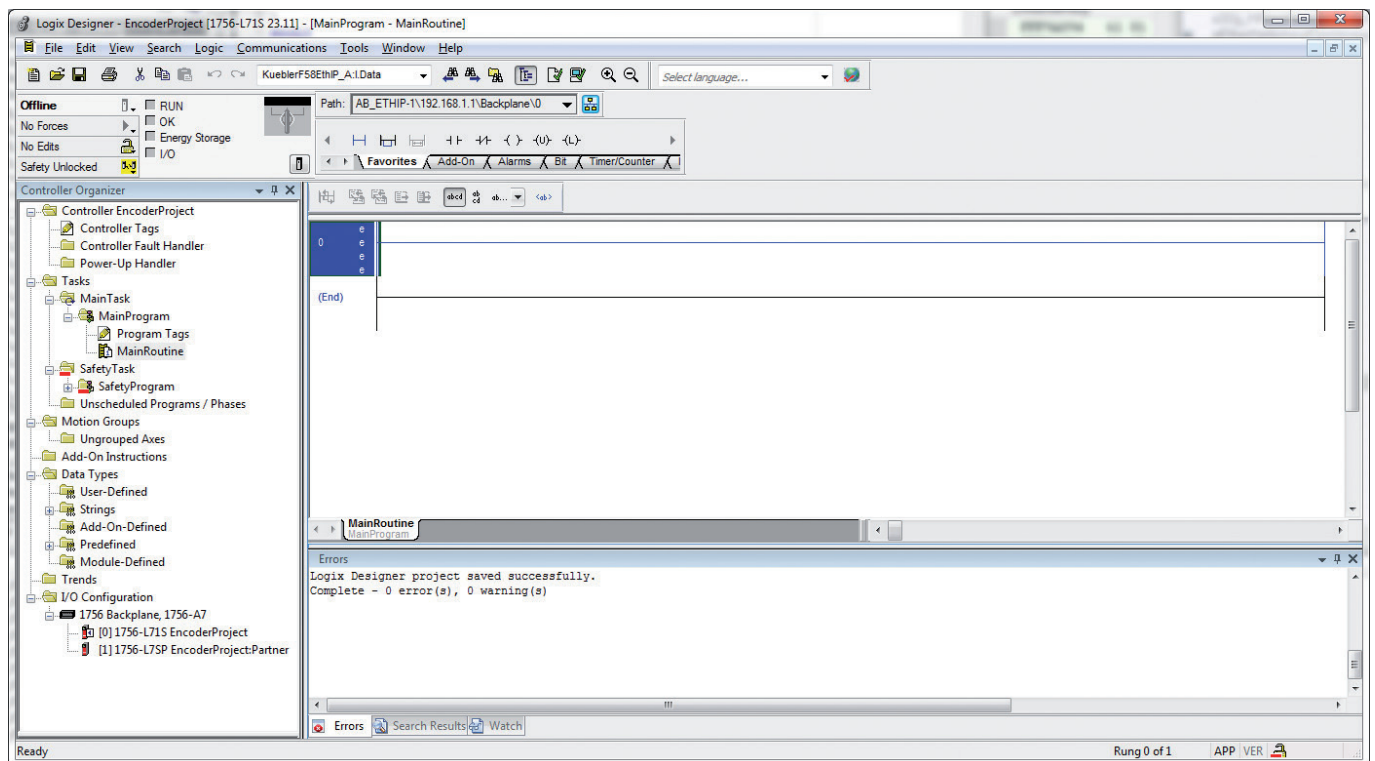 Logix Designer - EncoderProject [1756-L71S 23.11] - [MainProgram - MainRoutine]
File Edit View Search Logic Communications Tools Window Help
KueblerF58EthIP_A:I.Data
Select language...
Offline
RUN
No Forces
OK
No Edits
Energy Storage
Safety Unlocked
I/O
Path: AB_ETHIP-1\192.168.1.1\Backplane\0
Favorites Add-On Alarms Bit Timer/Counter
Controller Organizer
Controller EncoderProject
Controller Tags
Controller Fault Handler
Power-Up Handler
Tasks
MainTask
MainProgram
Program Tags
MainRoutine
SafetyTask
SafetyProgram
Unscheduled Programs / Phases
Motion Groups
Ungrouped Axes
Add-On Instructions
Data Types
User-Defined
Strings
Add-On-Defined
Predefined
Module-Defined
Trends
I/O Configuration
1756 Backplane, 1756-A7
[0] 1756-L71S EncoderProject
[1] 1756-L7SP EncoderProject:Partner
abcd ab cd ab... <ab>
e
0 e
e
e
(End)
MainRoutine
MainProgram
Errors
Logix Designer project saved successfully.
Complete - 0 error(s), 0 warning(s)
Errors Search Results Watch
Ready
Rung 0 of 1 APP VER